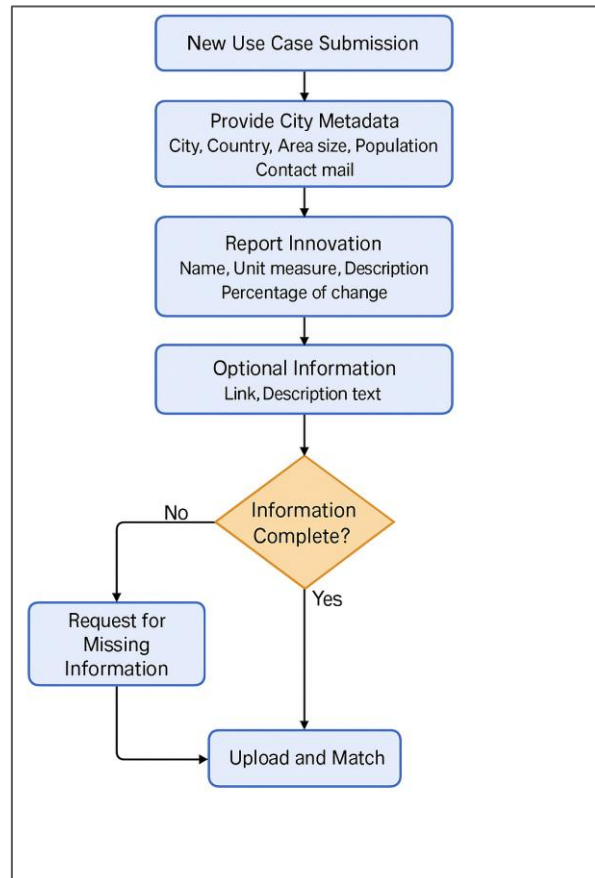 New Use Case Submission
Provide City Metadata
City, Country, Area size, Population
Contact mail
Report Innovation
Name, Unit measure, Description
Percentage of change
Optional Information
Link, Description text
Information
Complete?
No
Yes
Request for
Missing
Information
Upload and Match